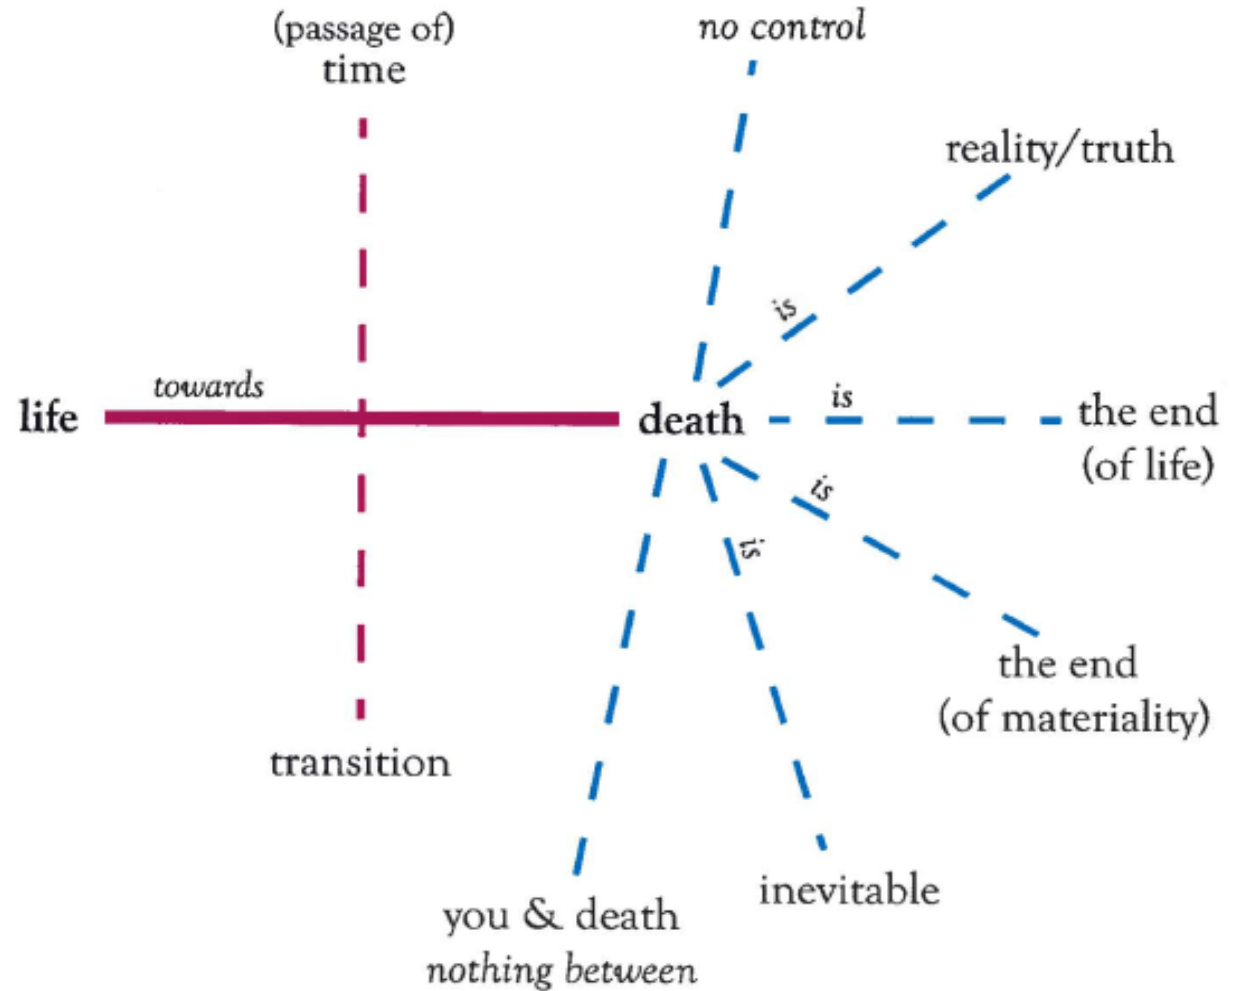 (passage of)
time
no control
reality/truth
is
life
towards
death
is
the end
(of life)
is
is
the end
(of materiality)
transition
inevitable
you & death
nothing between